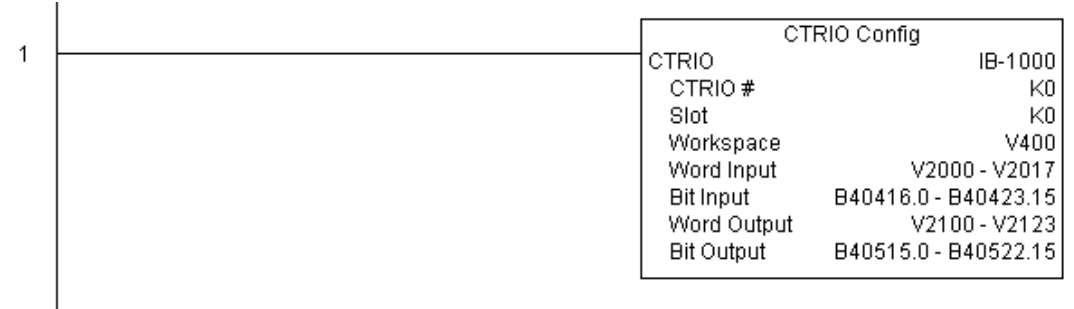 1
CTRIO Config
CTRIO IB-1000
CTRIO # K0
Slot K0
Workspace V400
Word Input V2000 - V2017
Bit Input B40416.0 - B40423.15
Word Output V2100 - V2123
Bit Output B40515.0 - B40522.15